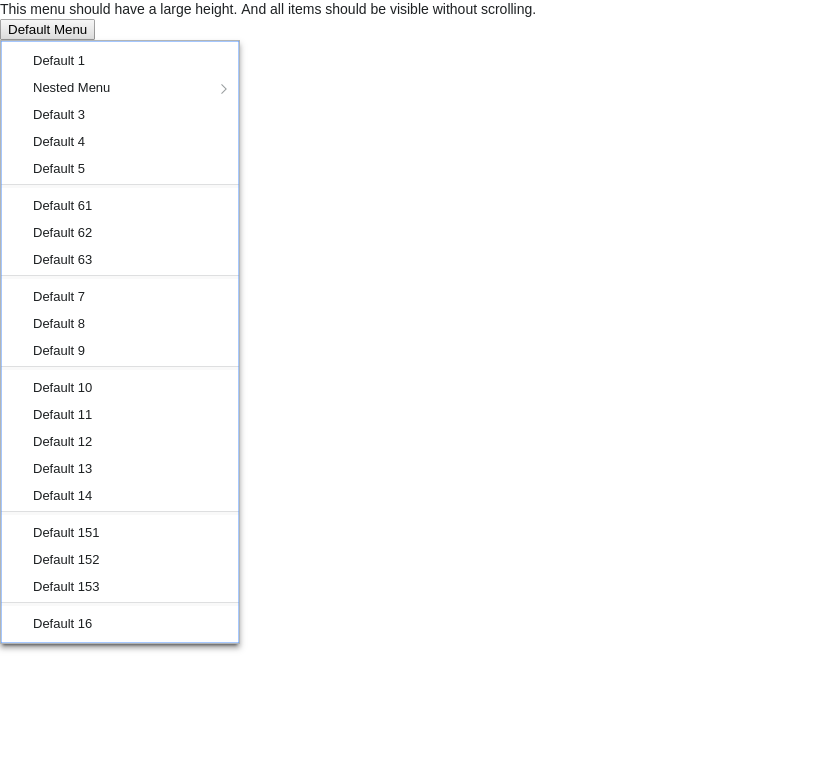 This menu should have a large height. And all items should be visible without scrolling.
Default Menu
Default 1
Nested Menu
Default 3
Default 4
Default 5
Default 61
Default 62
Default 63
Default 7
Default 8
Default 9
Default 10
Default 11
Default 12
Default 13
Default 14
Default 151
Default 152
Default 153
Default 16